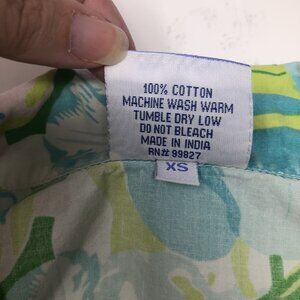 100% COTTON
MACHINE WASH WARM
TUMBLE DRY LOW
DO NOT BLEACH
MADE IN INDIA
RN# 99827
XS